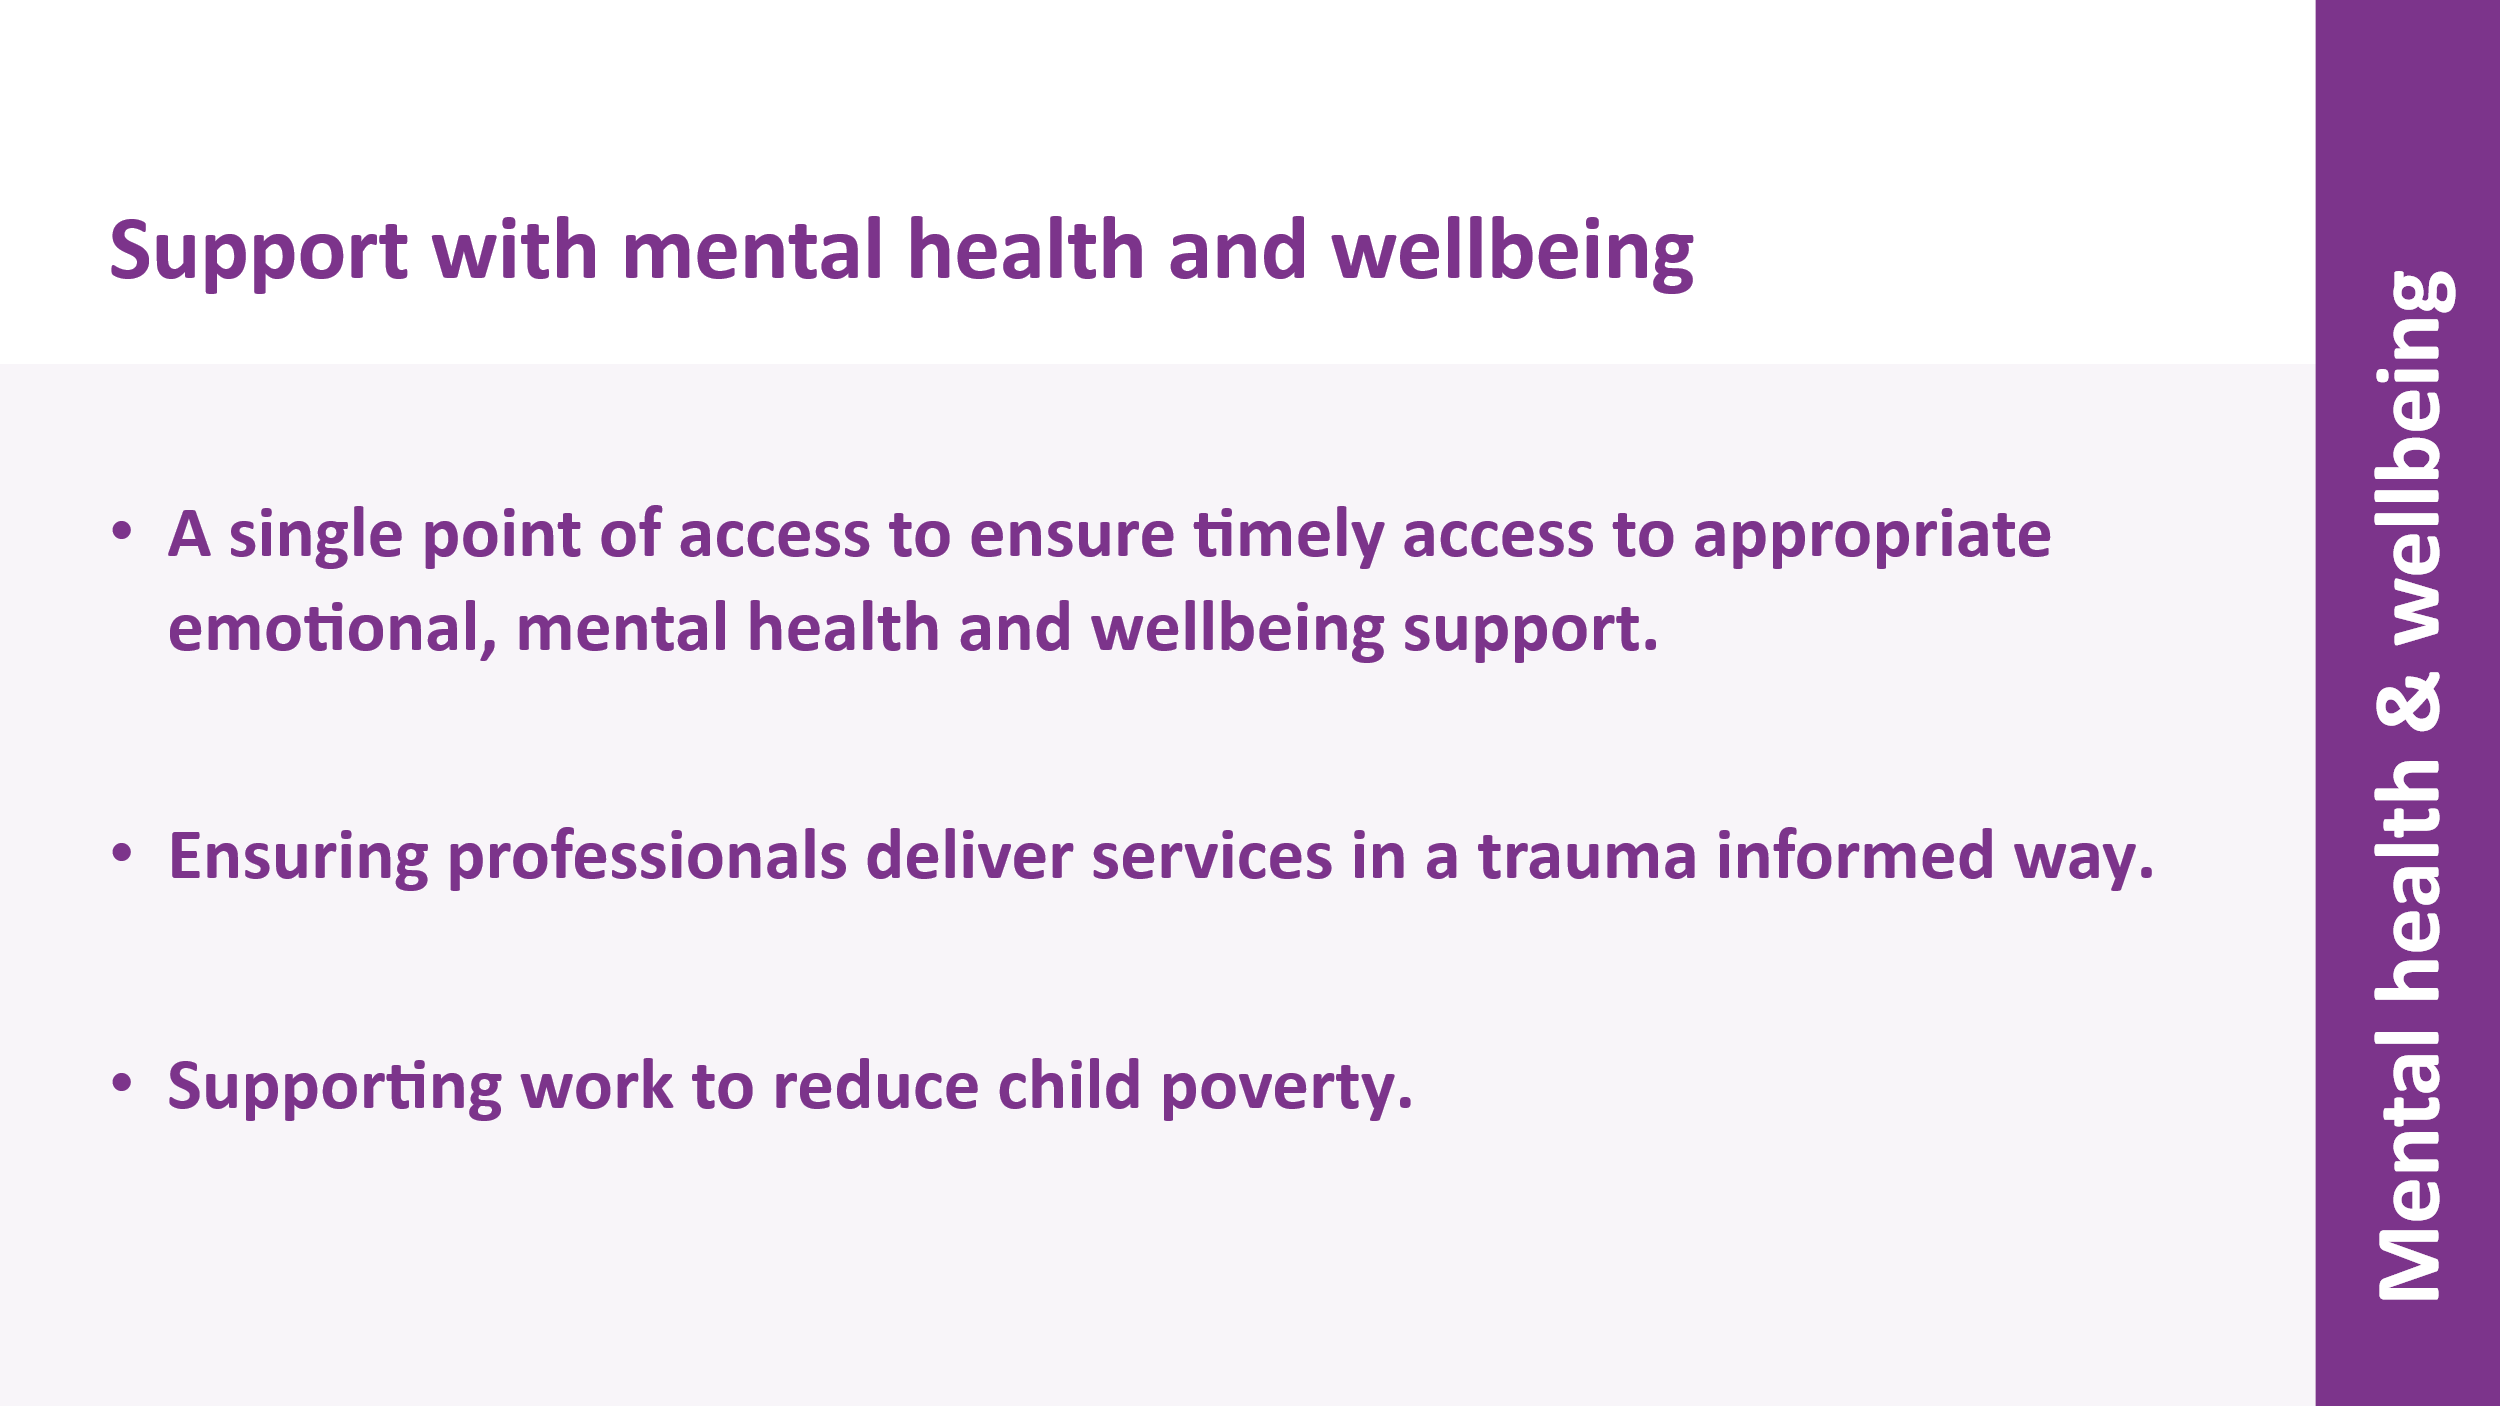 Support with mental health and wellbeing
• A single point of access to ensure timely access to appropriate
emotional, mental health and wellbeing support.
• Ensuring professionals deliver services in a trauma informed way.
• Supporting work to reduce child poverty.
Mental health & wellbeing